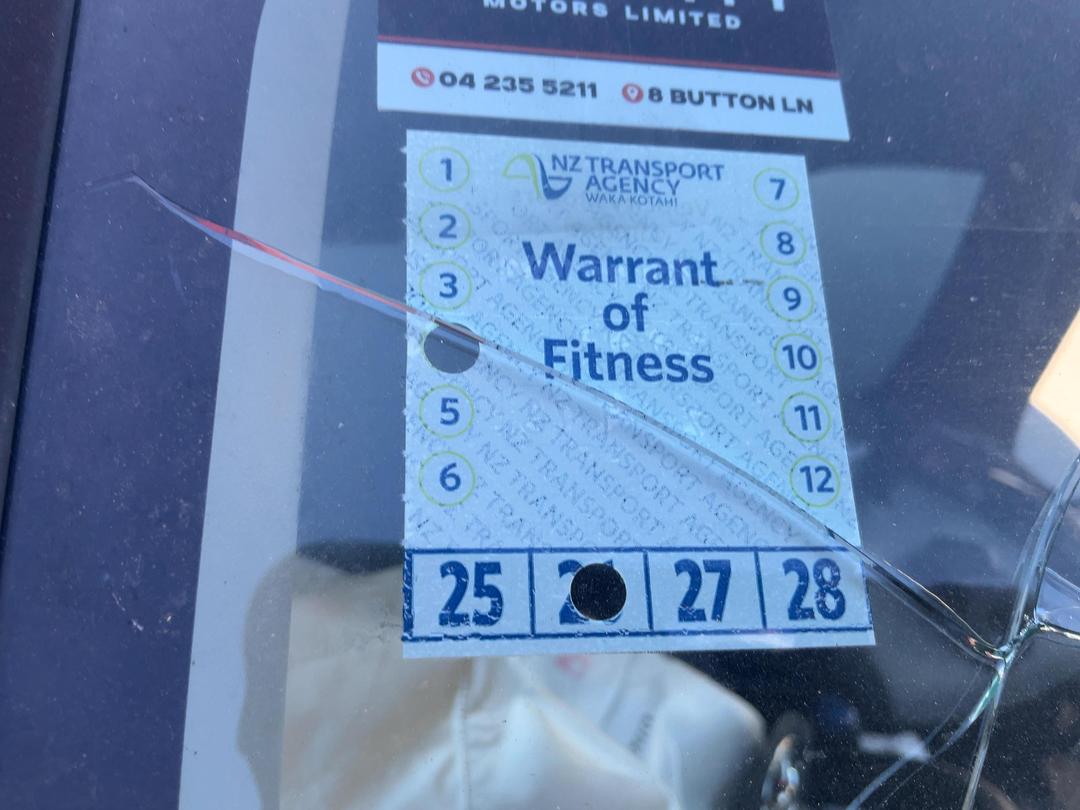 MOTORS LIMITED
04 235 5211 8 BUTTON LN
NZ TRANSPORT
AGENCY
WAKA KOTAHI
1
2
3
5
6
7
8
9
10
11
12
Warrant
of
Fitness
25 27 28